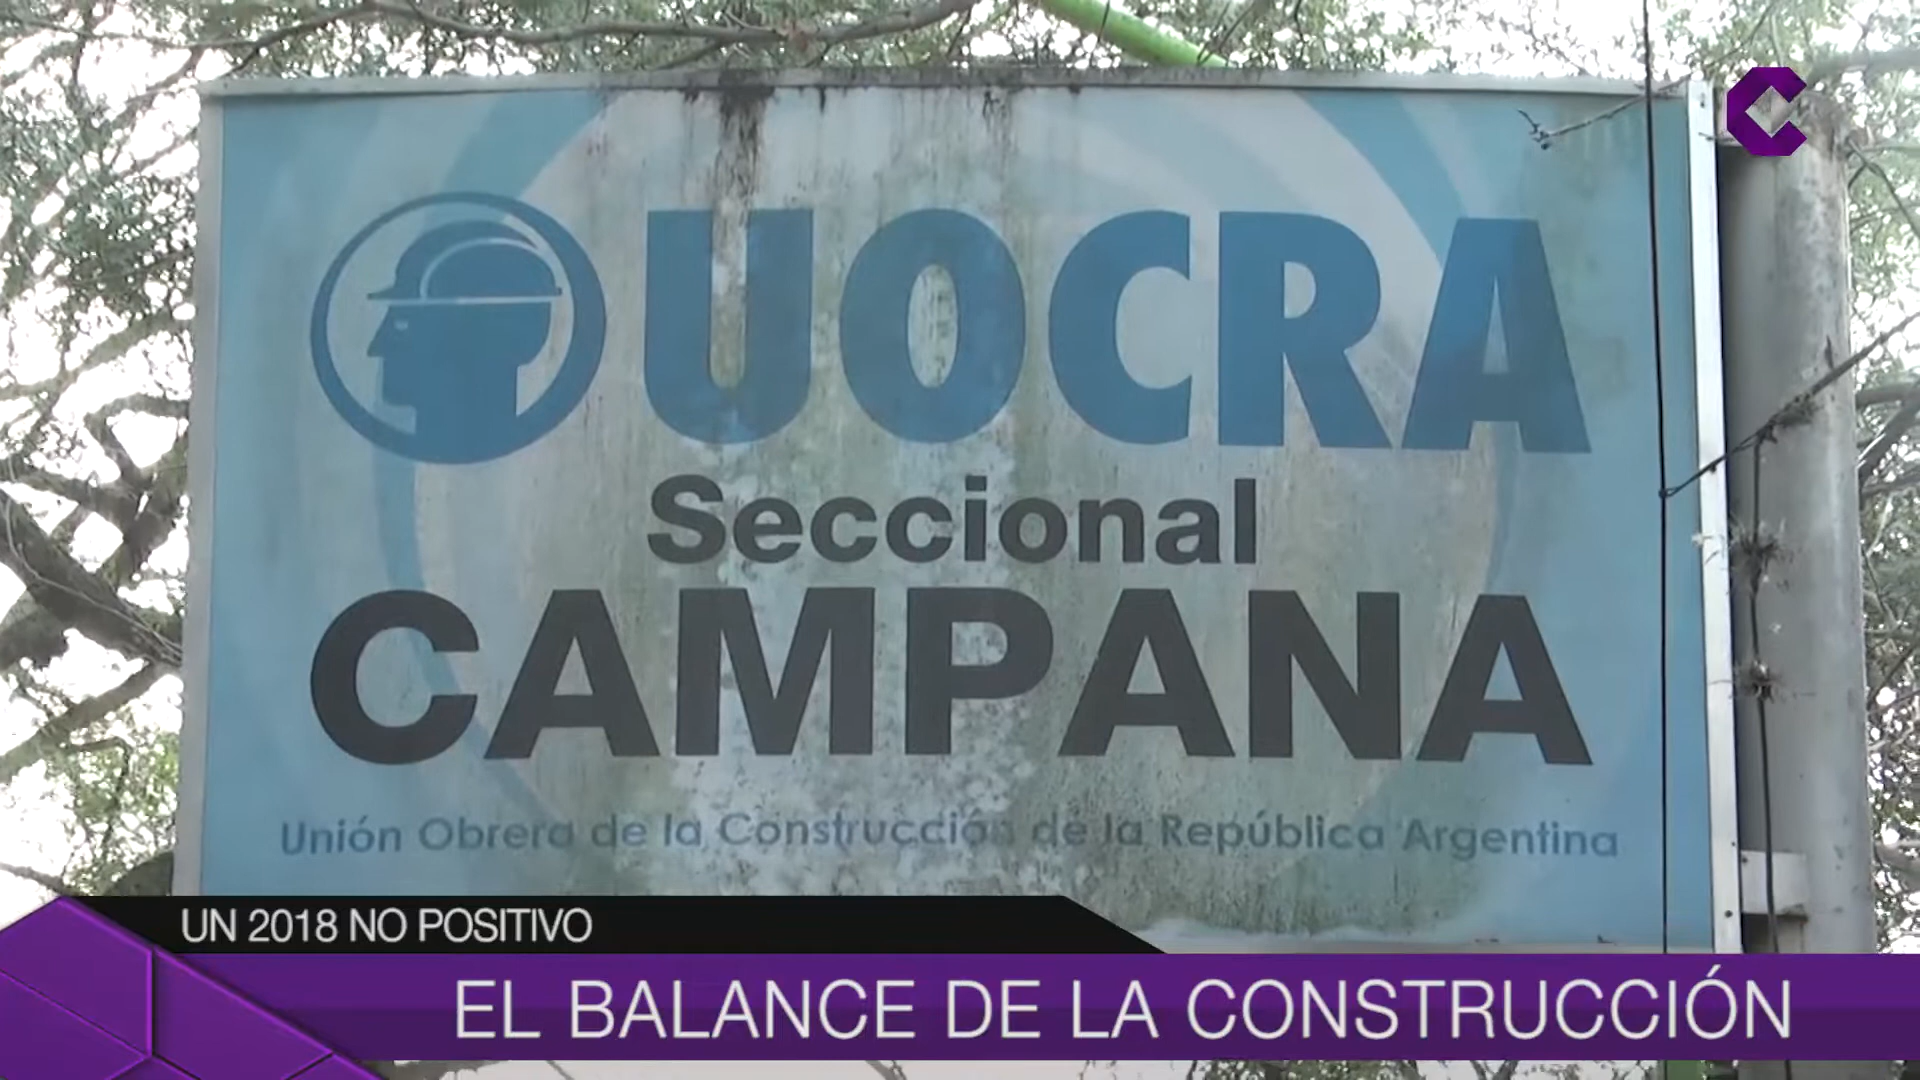 UOCRA
Seccional
CAMPANA
Unión Obrera de la Construcción de la República Argentina
UN 2018 NO POSITIVO
EL BALANCE DE LA CONSTRUCCIÓN